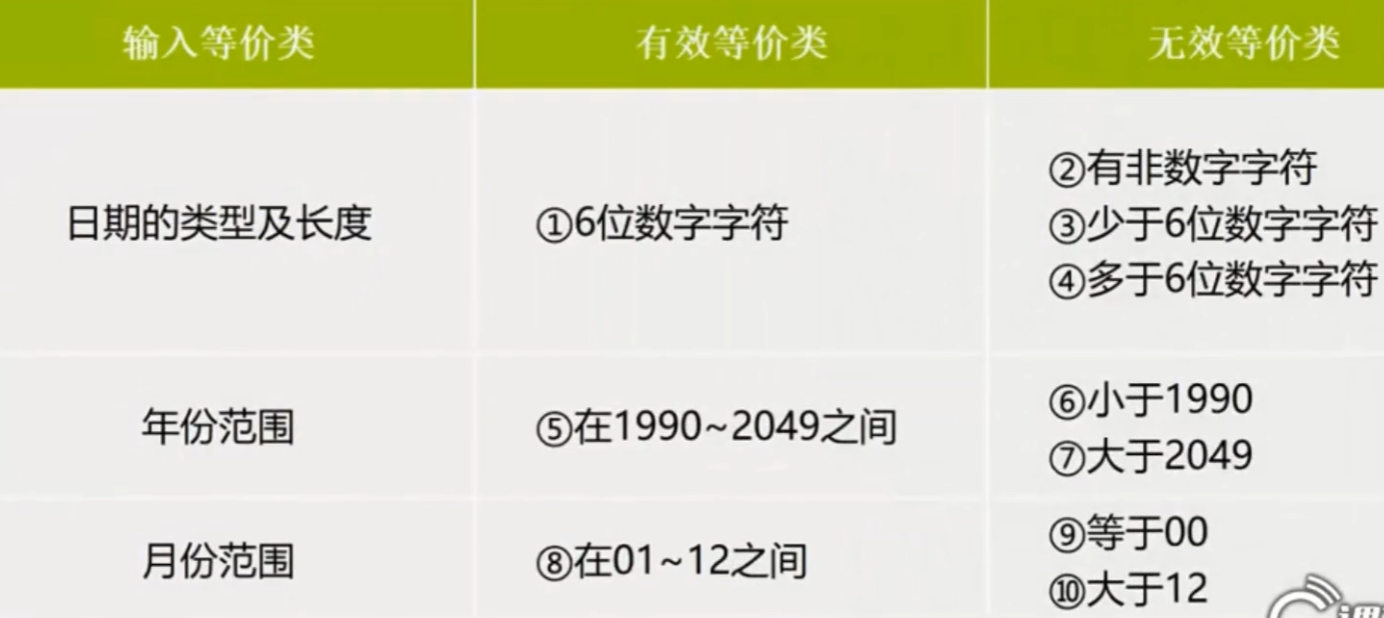 输入等价类
有效等价类
无效等价类
日期的类型及长度
①6位数字字符
②有非数字字符
③少于6位数字字符
④多于6位数字字符
年份范围
⑤在1990~2049之间
⑥小于1990
⑦大于2049
月份范围
⑧在01~12之间
⑨等于00
⑩大于12